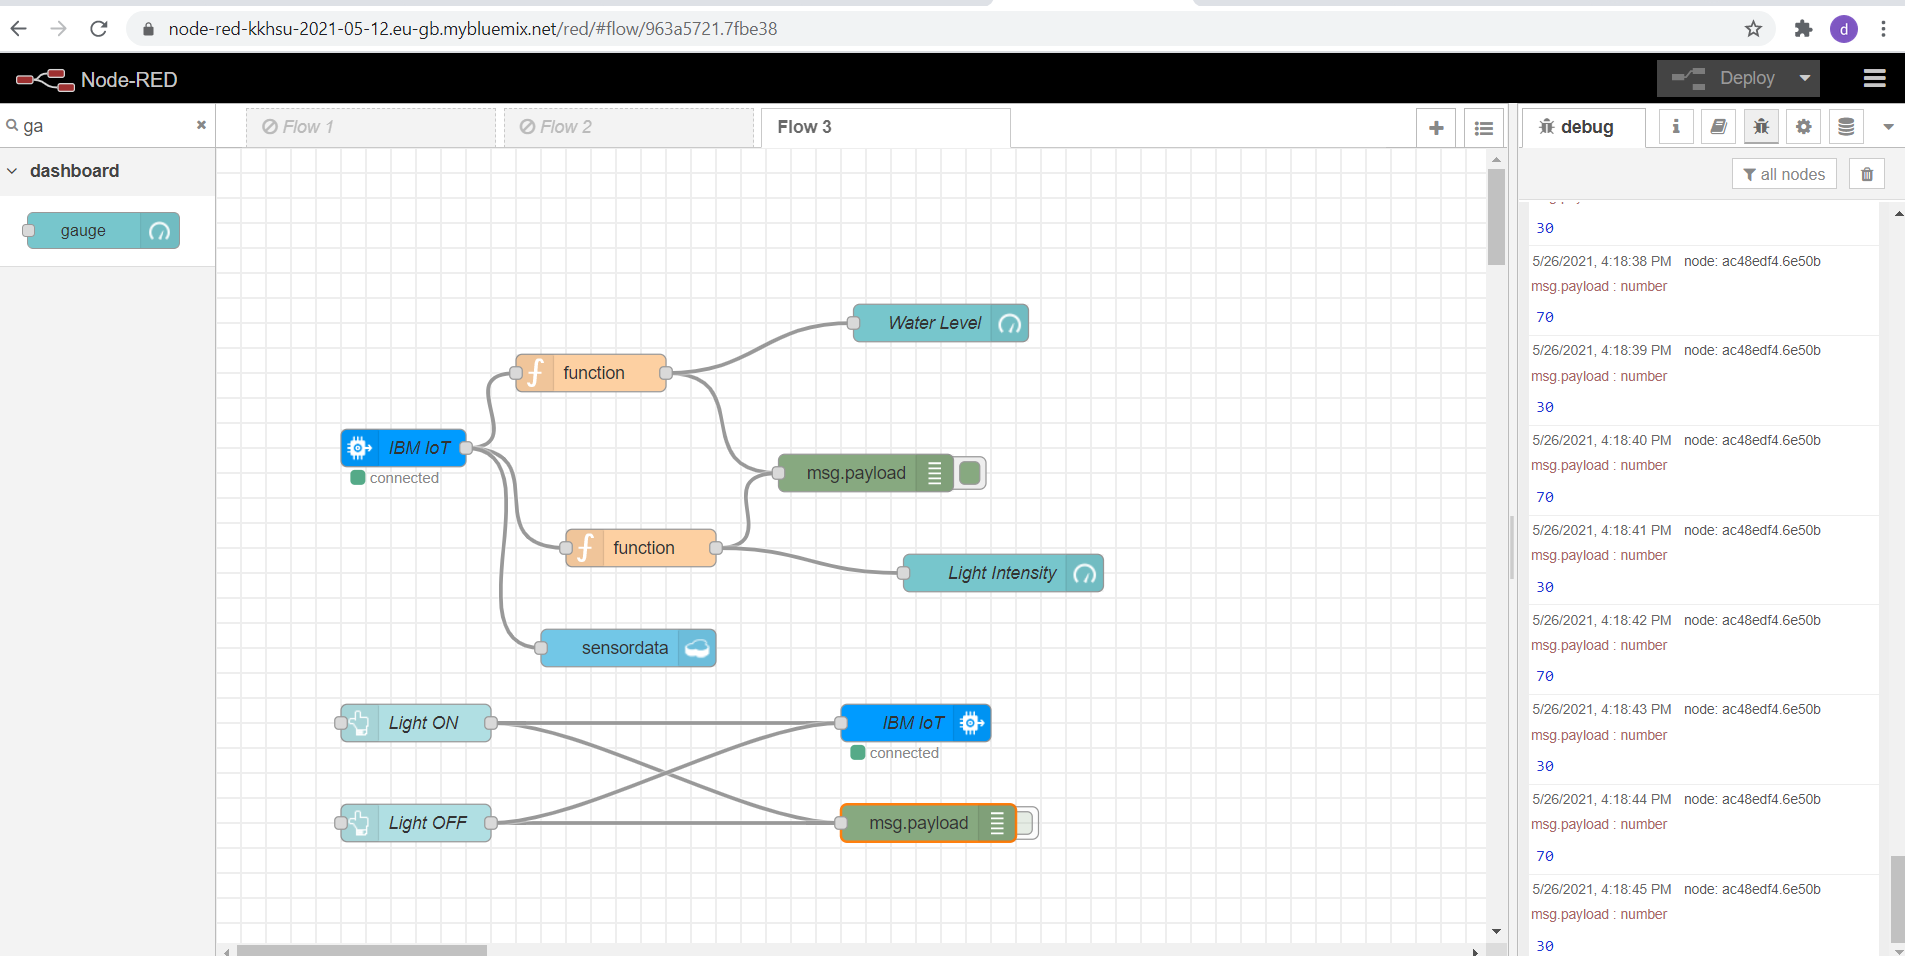 node-red-kkhsu-2021-05-12.eu-gb.mybluemix.net/red/#flow/963a5721.7fbe38
d
Node-RED
Deploy
ga
Flow 1
Flow 2
Flow 3
debug
dashboard
all nodes
gauge
Water Level
function
IBM IoT
connected
msg.payload
function
Light Intensity
sensordata
Light ON
IBM IoT
connected
Light OFF
msg.payload
30
5/26/2021, 4:18:38 PM node: ac48edf4.6e50b
msg.payload : number
70
5/26/2021, 4:18:39 PM node: ac48edf4.6e50b
msg.payload : number
30
5/26/2021, 4:18:40 PM node: ac48edf4.6e50b
msg.payload : number
70
5/26/2021, 4:18:41 PM node: ac48edf4.6e50b
msg.payload : number
30
5/26/2021, 4:18:42 PM node: ac48edf4.6e50b
msg.payload : number
70
5/26/2021, 4:18:43 PM node: ac48edf4.6e50b
msg.payload : number
30
5/26/2021, 4:18:44 PM node: ac48edf4.6e50b
msg.payload : number
70
5/26/2021, 4:18:45 PM node: ac48edf4.6e50b
msg.payload : number
30